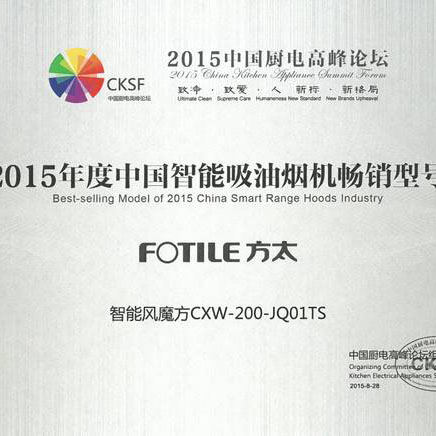 CKSF
中国厨电高峰论坛
2015中国厨电高峰论坛
2015 China Kitchen Appliance Summit Forum
致净 · 致爱 · 人 · 新标 · 新格局
Ultimate Clean Supreme Care Humaneness New Standard New Brands Upheaval
2015年度中国智能吸油烟机畅销型号
Best-selling Model of 2015 China Smart Range Hoods Industry
FOTILE 方太
智能风魔方CXW-200-JQ01TS
中国厨电高峰论坛组
Organizing Committee of
Kitchen Electrical Appliances S
2015-8-28